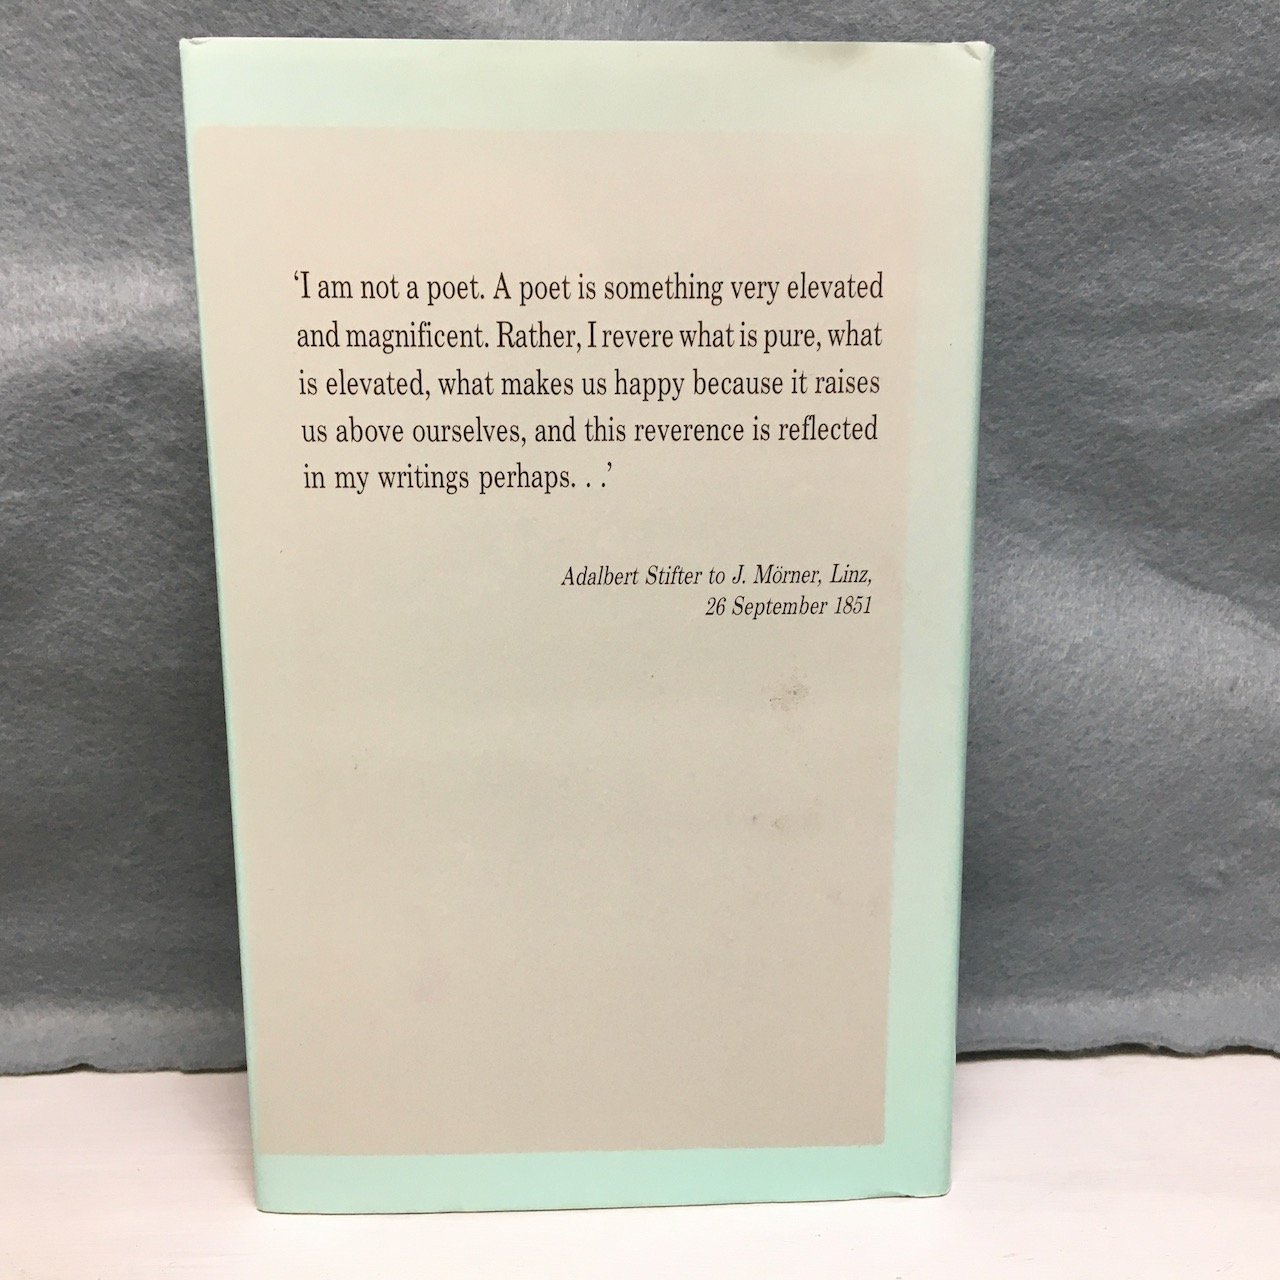 ‘I am not a poet. A poet is something very elevated
and magnificent. Rather, I revere what is pure, what
is elevated, what makes us happy because it raises
us above ourselves, and this reverence is reflected
in my writings perhaps. . .’
Adalbert Stifter to J. Mörner, Linz,
26 September 1851